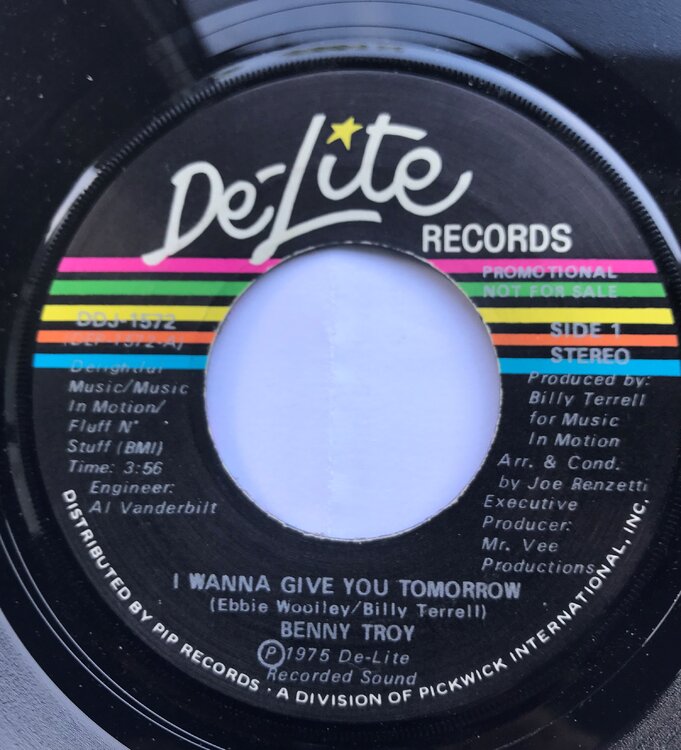 De-Lite
RECORDS
PROMOTIONAL
NOT FOR SALE
DDJ-1572
(DEP-1572-A)
SIDE 1
STEREO
Delightful
Music/Music
In Motion/
Fluff N'
Stuff (BMI)
Time: 3:56
Engineer:
Al Vanderbilt
Produced by:
Billy Terrell
for Music
In Motion
Arr. & Cond.
by Joe Renzetti
Executive
Producer:
Mr. Vee
Productions
I WANNA GIVE YOU TOMORROW
(Ebbie Woolley/Billy Terrell)
BENNY TROY
Ⓟ1975 De-Lite
Recorded Sound
DISTRIBUTED BY PIP RECORDS · A DIVISION OF PICKWICK INTERNATIONAL, INC.